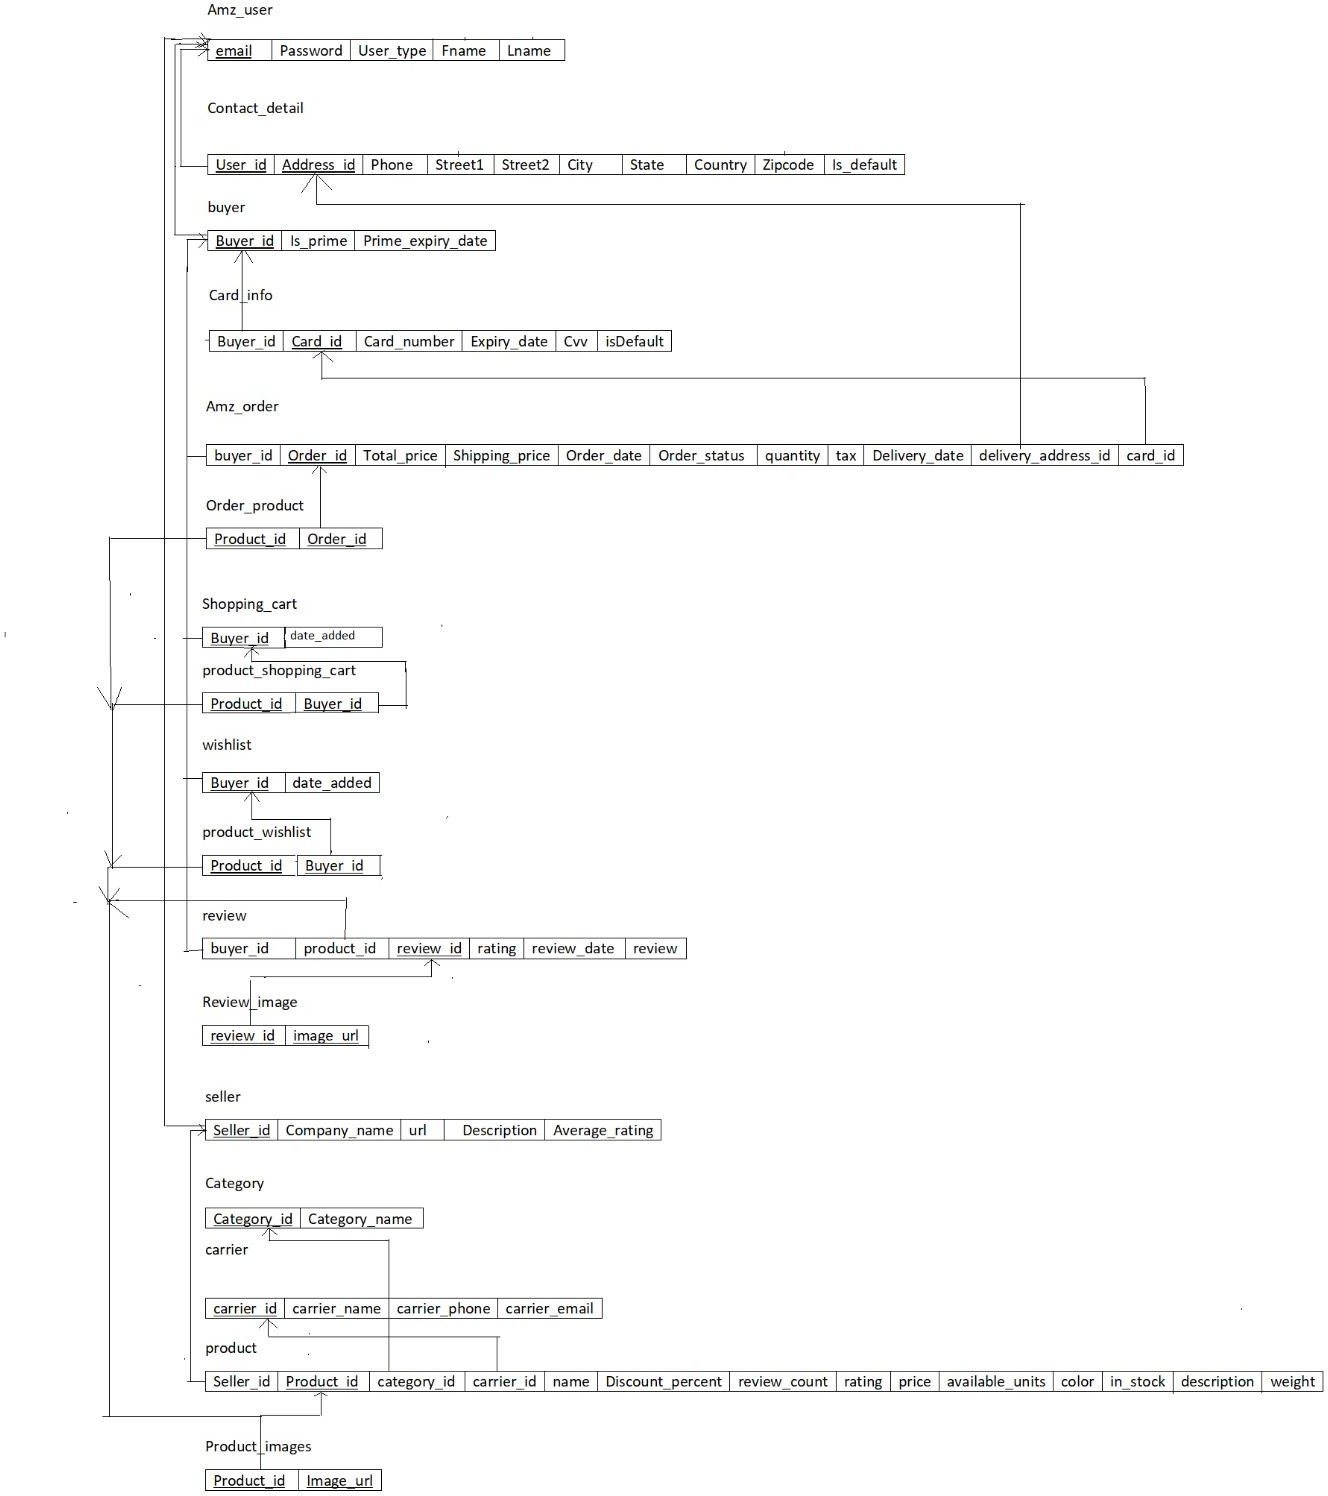 Amz_user
email Password User_type Fname Lname
Contact_detail
User_id Address_id Phone Street1 Street2 City State Country Zipcode Is_default
buyer
Buyer_id Is_prime Prime_expiry_date
Card_info
Buyer_id Card_id Card_number Expiry_date Cvv isDefault
Amz_order
buyer_id Order_id Total_price Shipping_price Order_date Order_status quantity tax Delivery_date delivery_address_id card_id
Order_product
Product_id Order_id
Shopping_cart
Buyer_id date_added
product_shopping_cart
Product_id Buyer_id
wishlist
Buyer_id date_added
product_wishlist
Product_id Buyer_id
review
buyer_id product_id review_id rating review_date review
Review_image
review_id image_url
seller
Seller_id Company_name url Description Average_rating
Category
Category_id Category_name
carrier
carrier_id carrier_name carrier_phone carrier_email
product
Seller_id Product_id category_id carrier_id name Discount_percent review_count rating price available_units color in_stock description weight
Product_images
Product_id Image_url